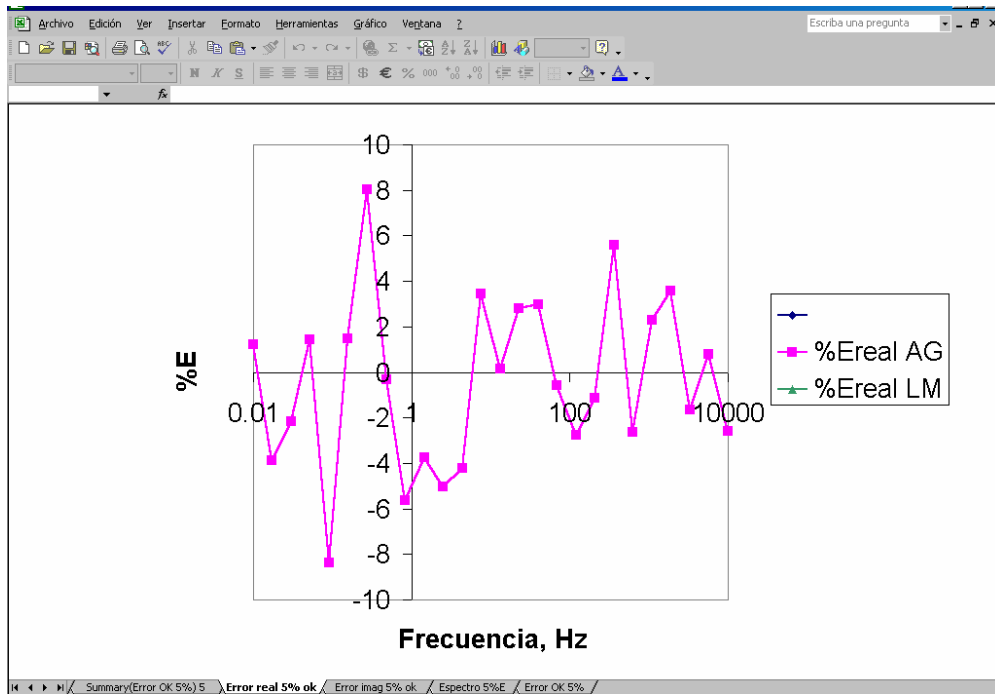 Archivo Edición Ver Insertar Formato Herramientas Gráfico Ventana ? Escriba una pregunta
N K S $ € % 000
fx
10
8
6
4
2
0
-2
-4
-6
-8
-10
0.01 1 100 10000
%E
Frecuencia, Hz
%Ereal AG
%Ereal LM
Summary(Error OK 5%) 5 Error real 5% ok Error imag 5% ok Espectro 5%E Error OK 5%